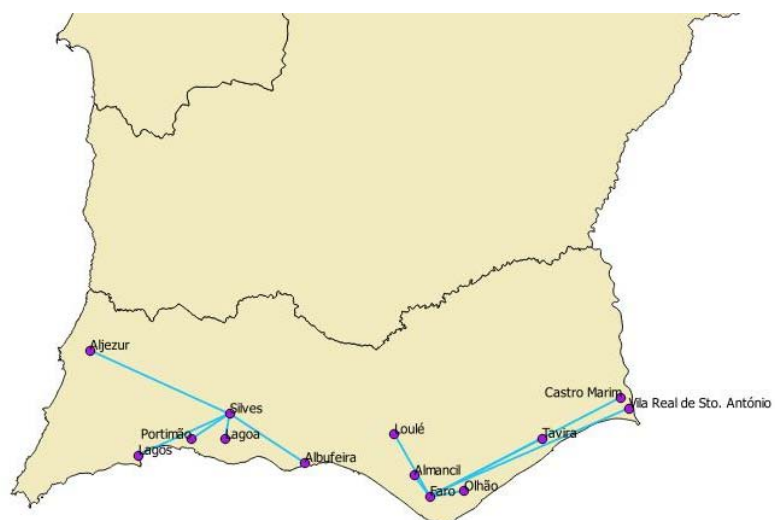 Aljezur
Castro Marim
Silves
Vila Real de Sto. António
Portimão
Lagoa
Loulé
Tavira
Lagos
Albufeira
Almancil
Faro
Olhão